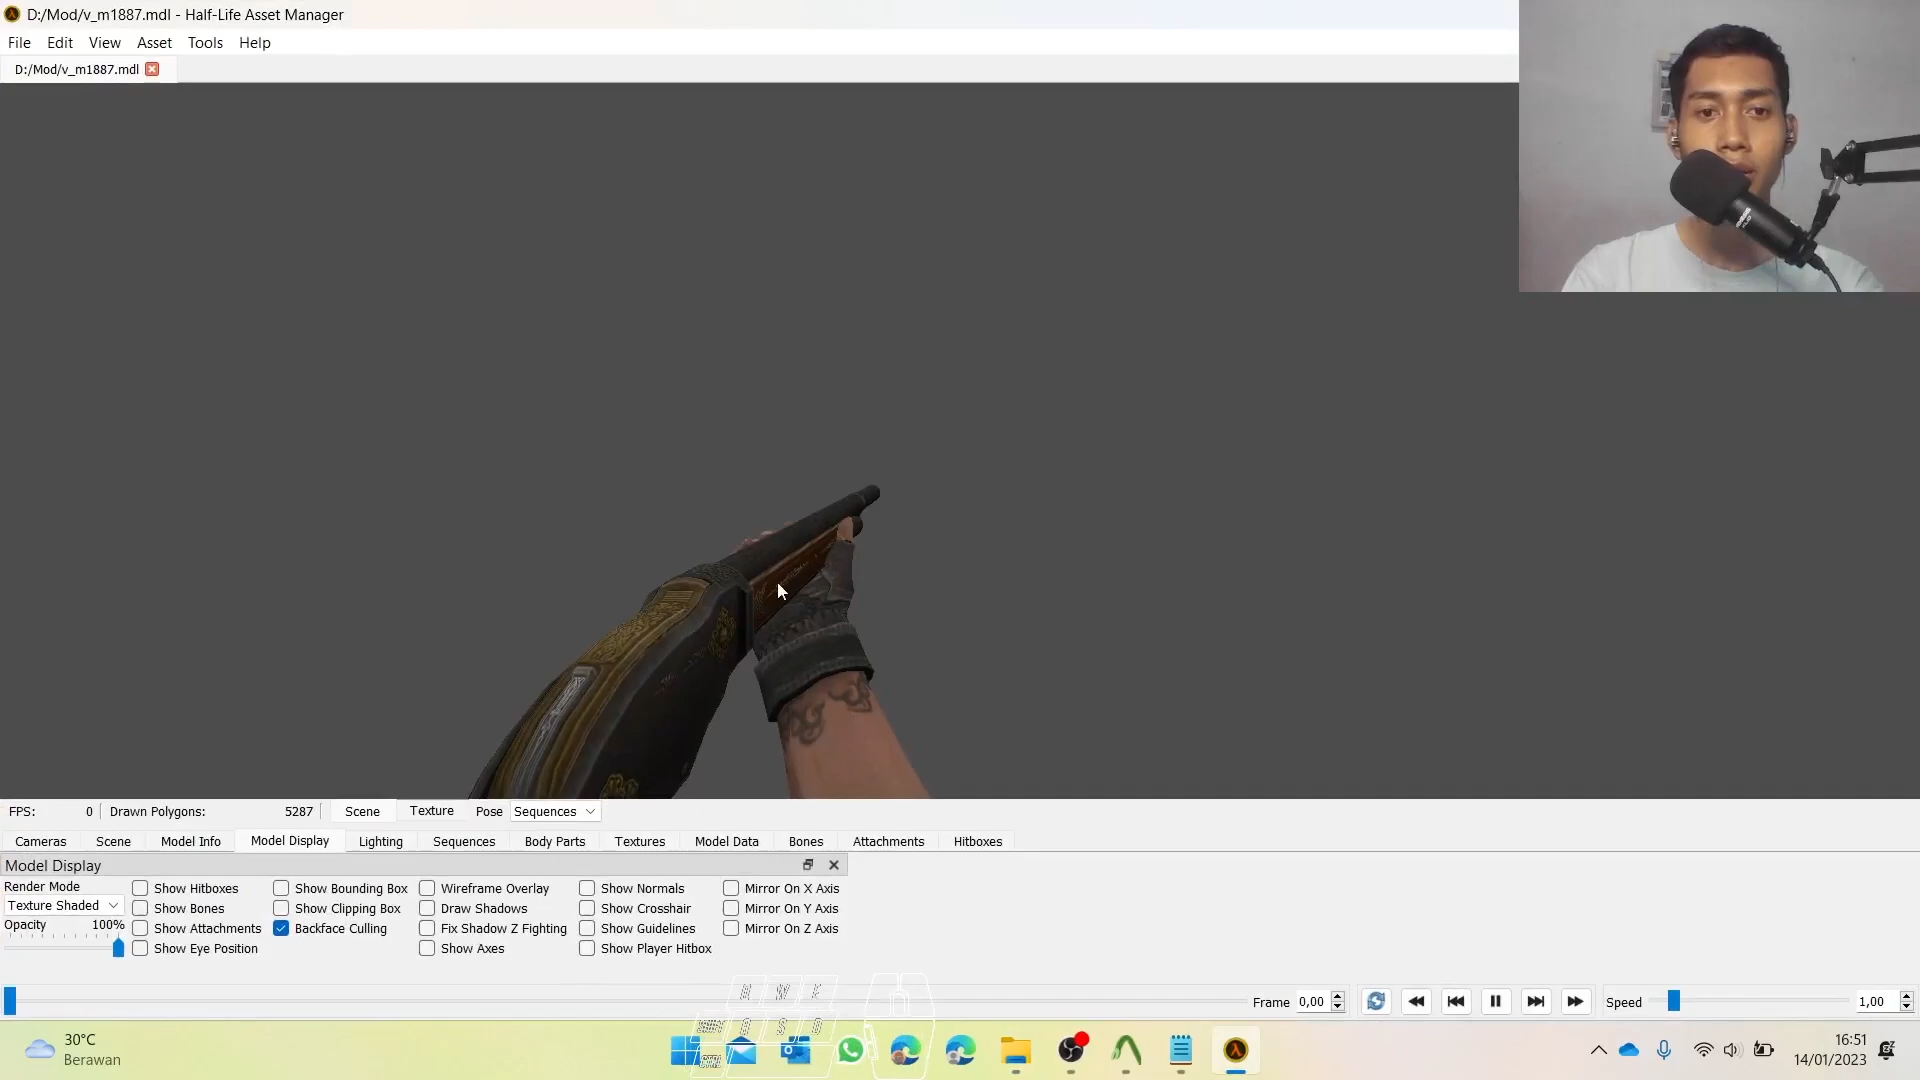 D:/Mod/v_m1887.mdl - Half-Life Asset Manager
File Edit View Asset Tools Help
D:/Mod/v_m1887.mdl
FPS: 0 Drawn Polygons: 5287 Scene Texture Pose Sequences
Cameras Scene Model Info Model Display Lighting Sequences Body Parts Textures Model Data Bones Attachments Hitboxes
Model Display
Render Mode
Texture Shaded
Opacity 100%
Show Hitboxes Show Bounding Box Wireframe Overlay Show Normals Mirror On X Axis
Show Bones Show Clipping Box Draw Shadows Show Crosshair Mirror On Y Axis
Show Attachments Backface Culling Fix Shadow Z Fighting Show Guidelines Mirror On Z Axis
Show Eye Position Show Axes Show Player Hitbox
Frame 0,00 Speed 1,00
30°C
Berawan
SHIFT
CTRL
16:51
14/01/2023